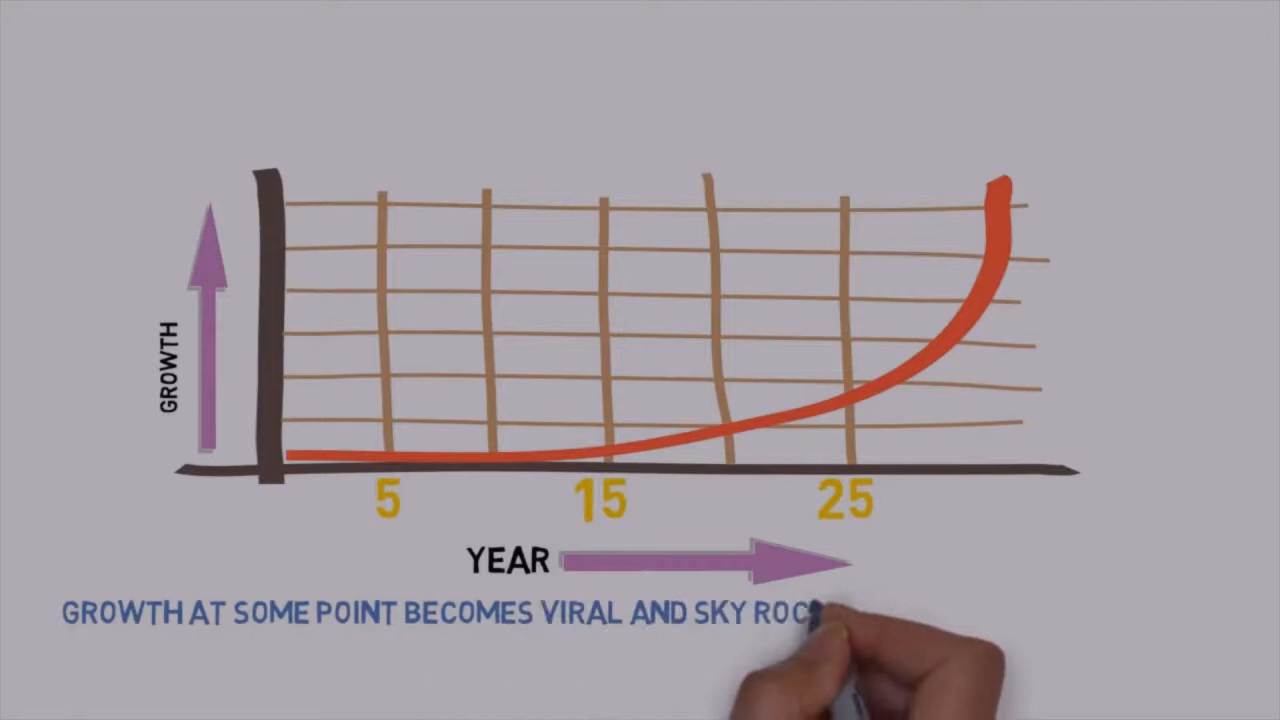 GROWTH
5 15 25
YEAR
GROWTH AT SOME POINT BECOMES VIRAL AND SKY